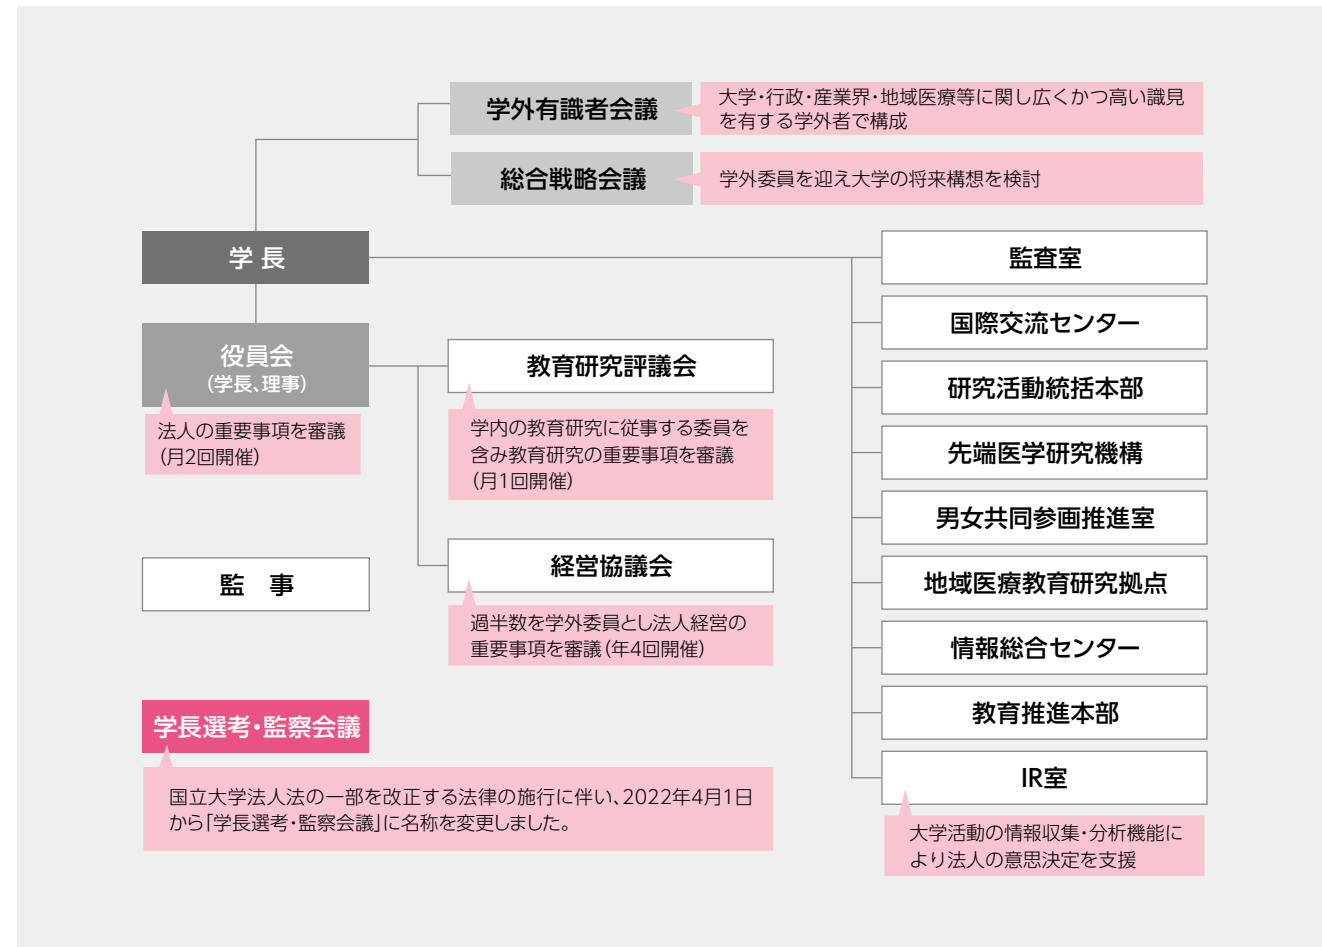 学外有識者会議
大学・行政・産業界・地域医療等に関し広くかつ高い識見
を有する学外者で構成
総合戦略会議
学外委員を迎え大学の将来構想を検討
学 長
役員会
(学長、理事)
法人の重要事項を審議
(月2回開催)
教育研究評議会
学内の教育研究に従事する委員を
含み教育研究の重要事項を審議
(月1回開催)
経営協議会
過半数を学外委員とし法人経営の
重要事項を審議(年4回開催)
監 事
学長選考・監察会議
国立大学法人法の一部を改正する法律の施行に伴い、2022年4月1日
から「学長選考・監察会議」に名称を変更しました。
監査室
国際交流センター
研究活動統括本部
先端医学研究機構
男女共同参画推進室
地域医療教育研究拠点
情報総合センター
教育推進本部
IR室
大学活動の情報収集・分析機能に
より法人の意思決定を支援